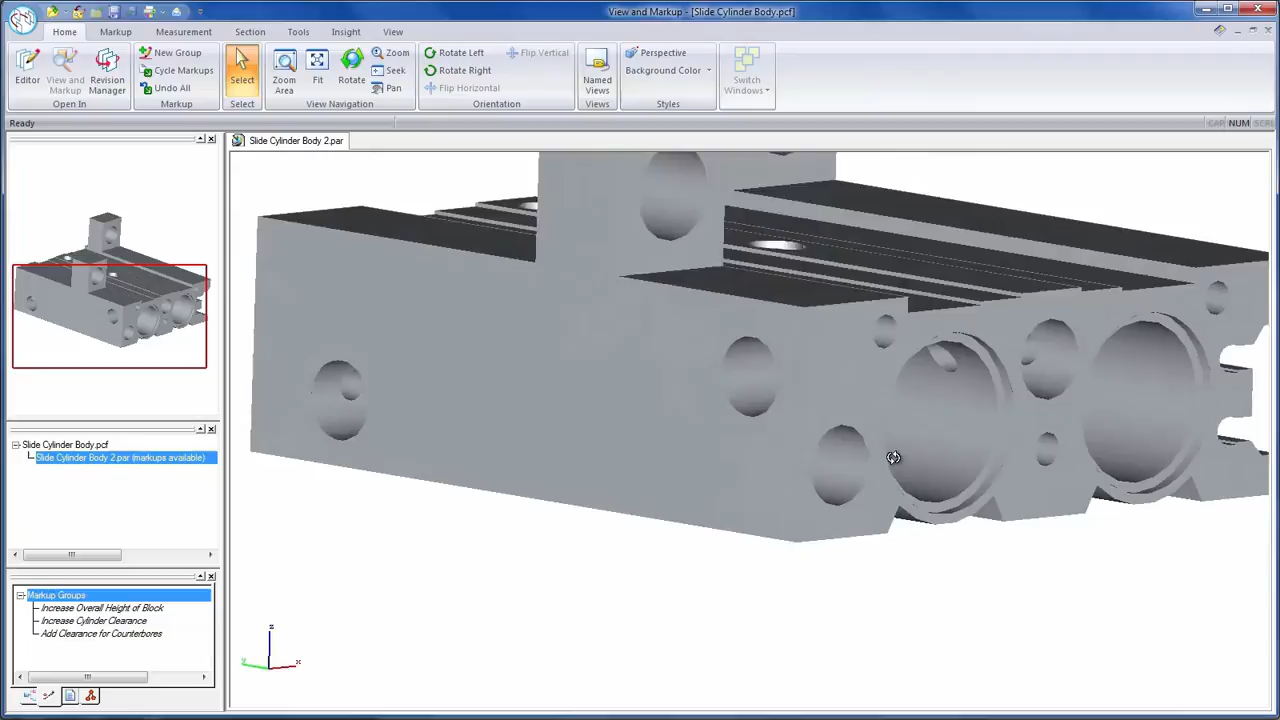 View and Markup - [Slide Cylinder Body.pcf]
Home Markup Measurement Section Tools Insight View
Editor
View and Markup
Revision Manager
Open In
New Group
Cycle Markups
Undo All
Markup
Select
Select
Zoom Area
Fit
Rotate
Zoom
Seek
Pan
View Navigation
Rotate Left
Rotate Right
Flip Horizontal
Flip Vertical
Orientation
Named Views
Views
Perspective
Background Color
Styles
Switch Windows
Ready
CAP NUM SCRL
Slide Cylinder Body 2.par
Slide Cylinder Body.pcf
Slide Cylinder Body 2.par (markups available)
Markup Groups
Increase Overall Height of Block
Increase Cylinder Clearance
Add Clearance for Counterbores
z
y
x